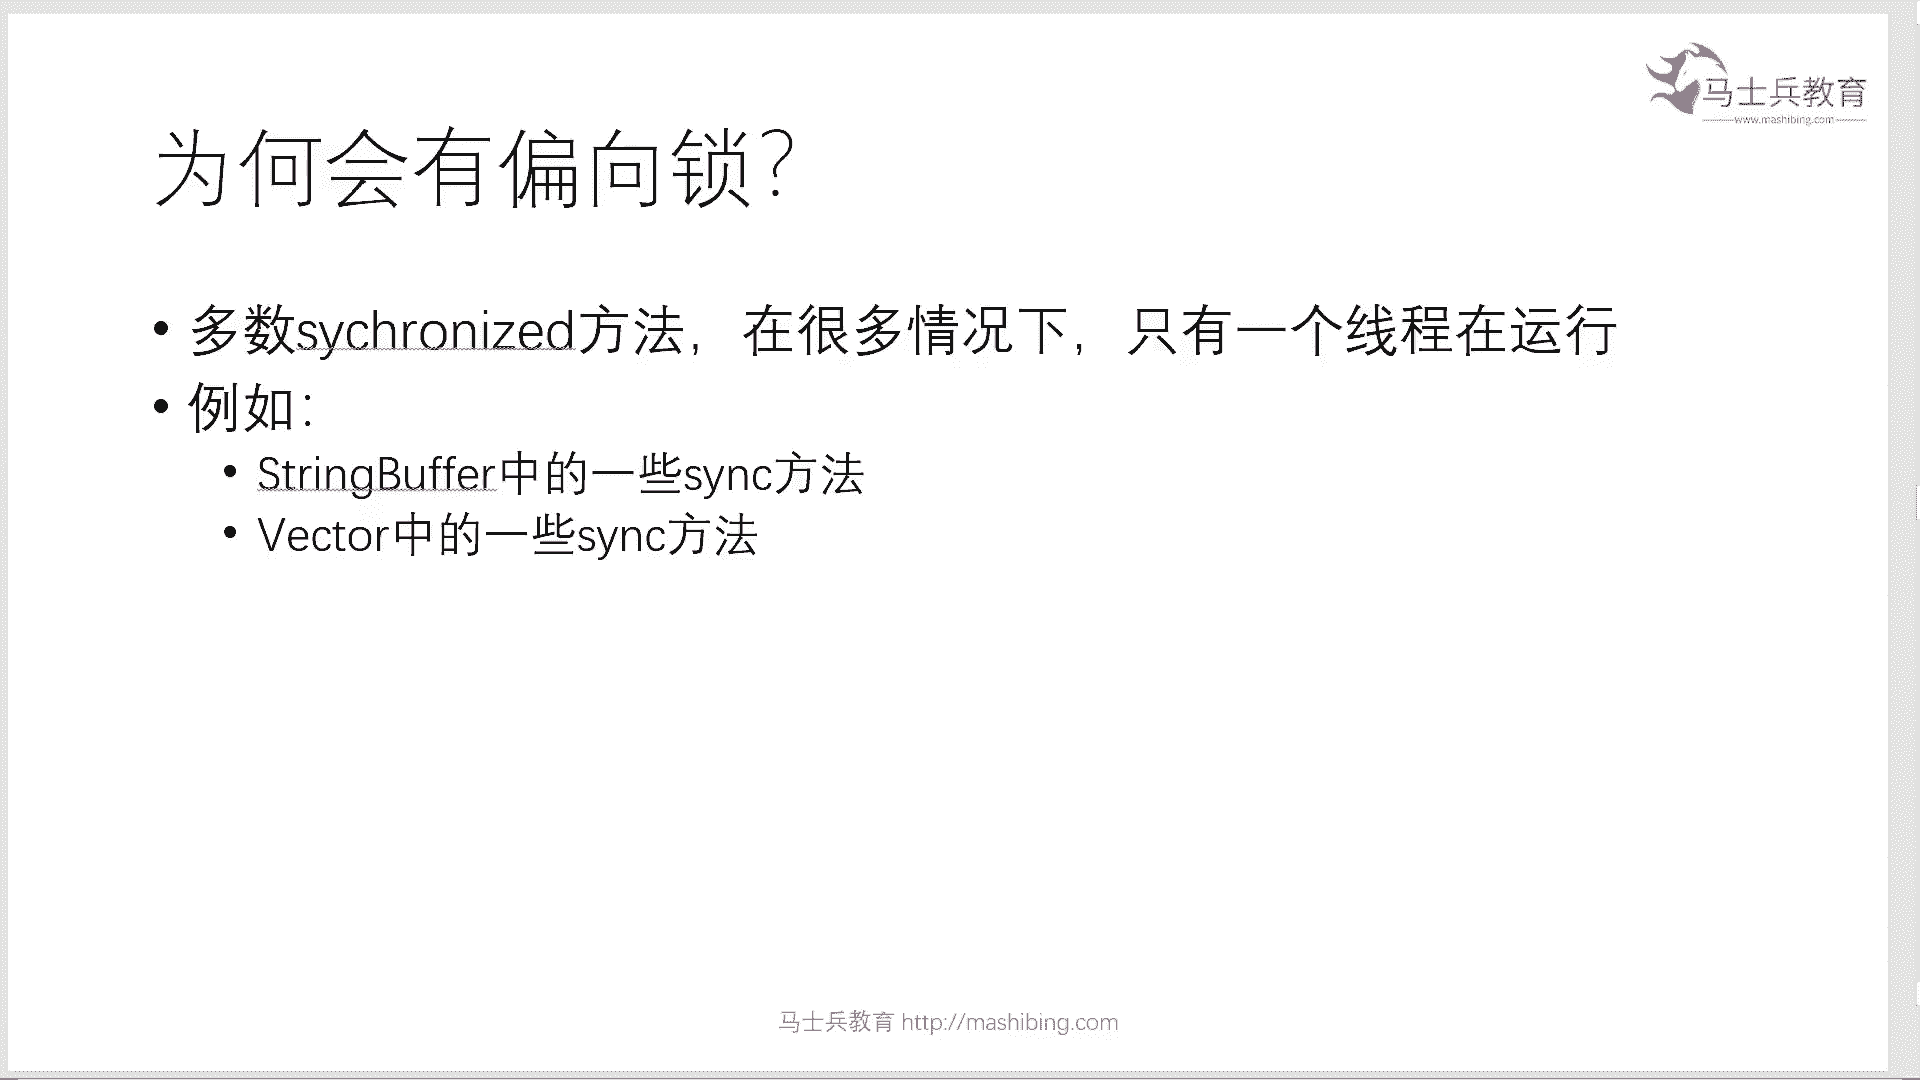 马士兵教育
www.mashibing.com
为何会有偏向锁？
• 多数sychronized方法，在很多情况下，只有一个线程在运行
• 例如：
• StringBuffer中的一些sync方法
• Vector中的一些sync方法
马士兵教育 http://mashibing.com